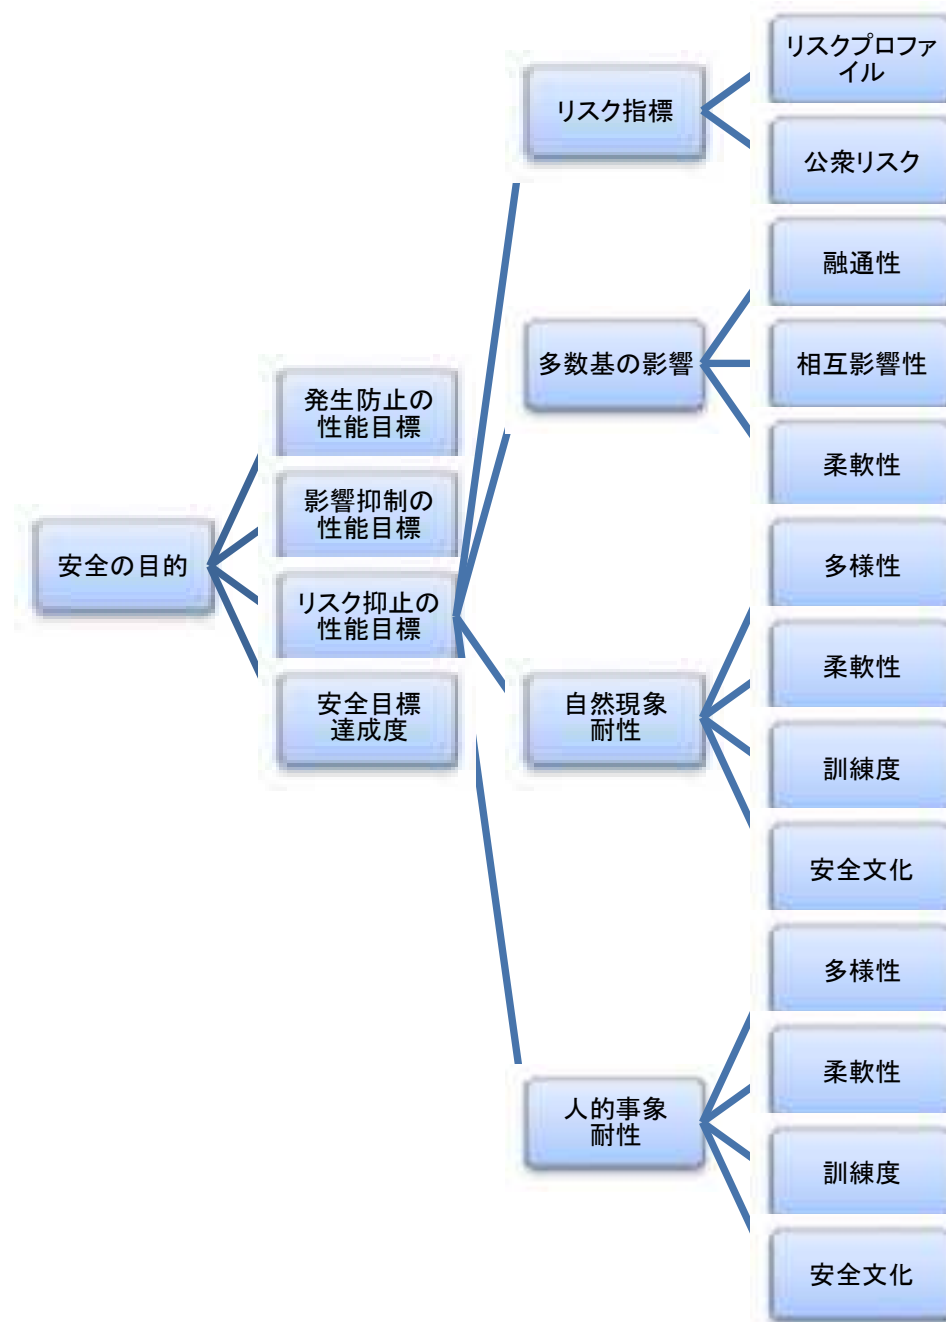 安全の目的
発生防止の
性能目標
影響抑制の
性能目標
リスク抑止の
性能目標
安全目標
達成度
リスク指標
リスクプロファ
イル
公衆リスク
多数基の影響
融通性
相互影響性
柔軟性
自然現象
耐性
多様性
柔軟性
訓練度
安全文化
人的事象
耐性
多様性
柔軟性
訓練度
安全文化